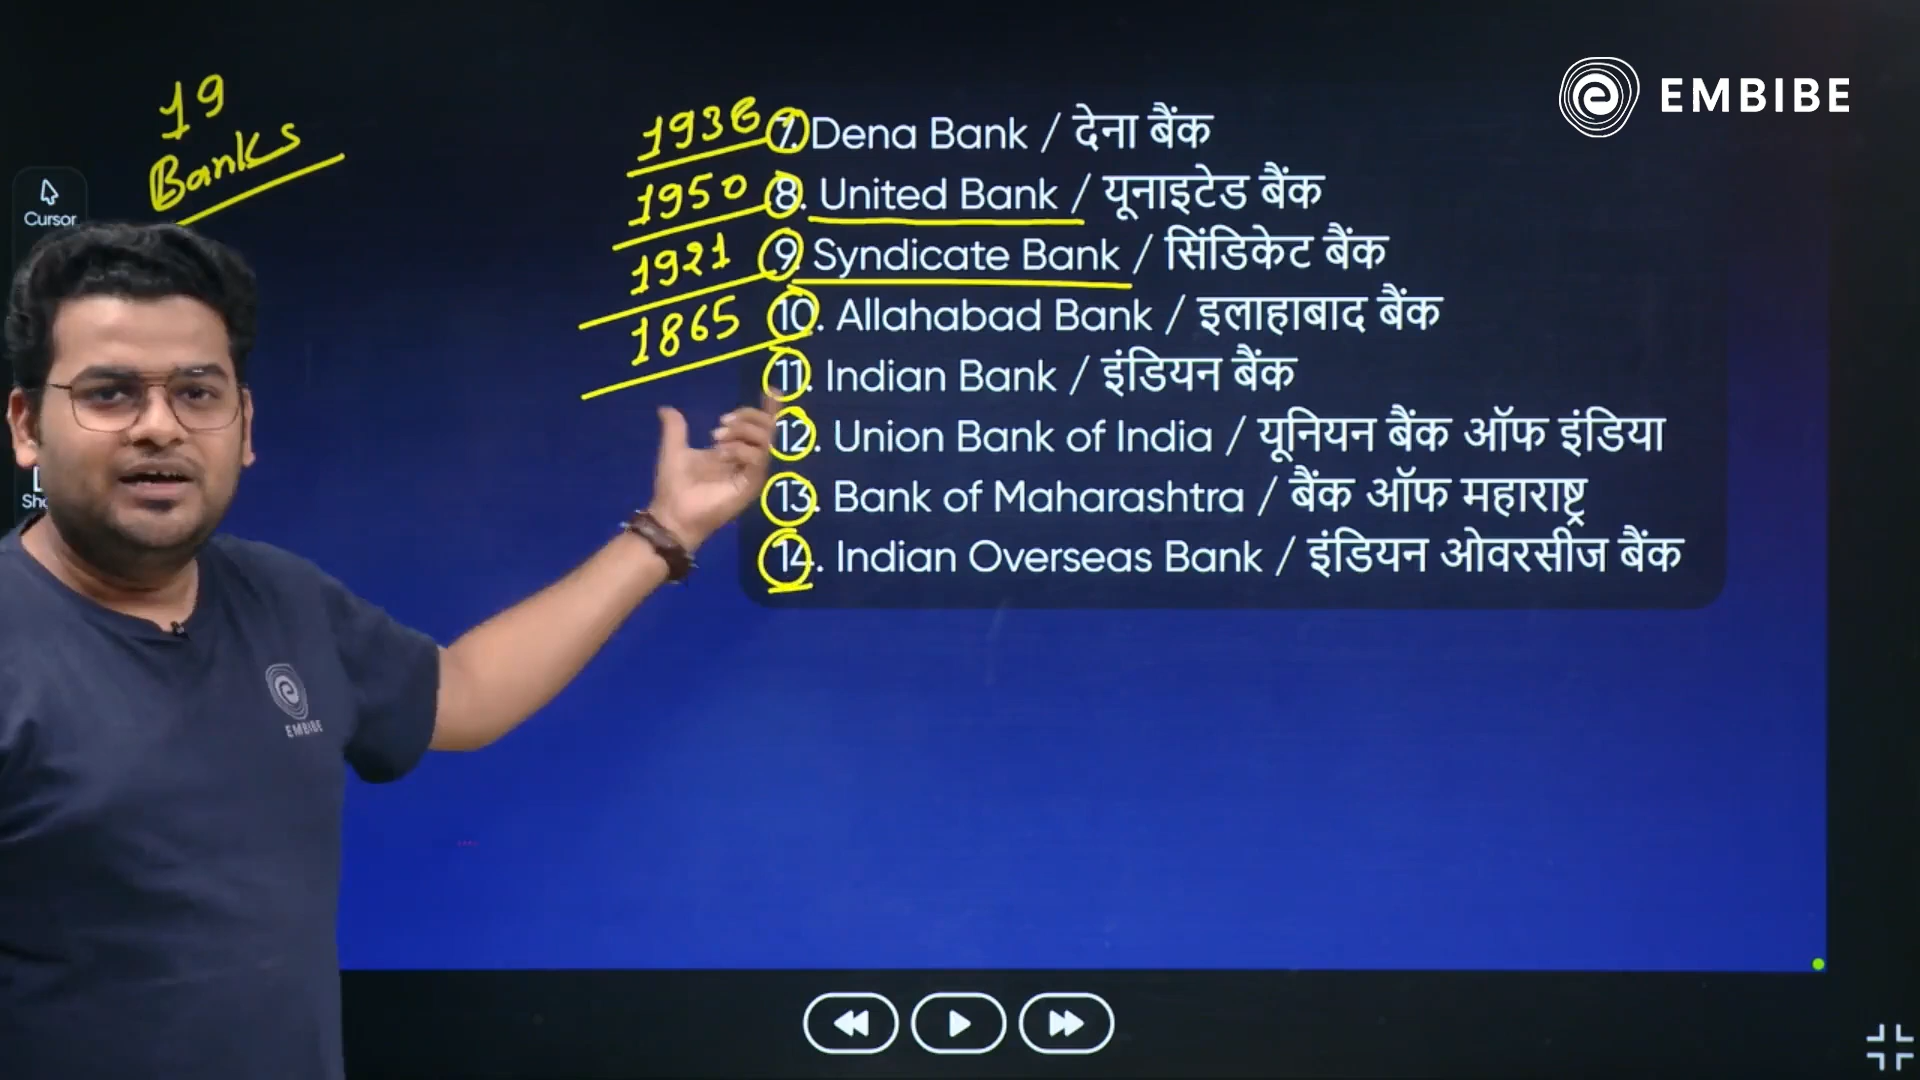 EMBIBE
19
Banks
Cursor
1938 7. Dena Bank / देना बैंक
1950 8. United Bank / यूनाइटेड बैंक
1921 9. Syndicate Bank / सिंडिकेट बैंक
1865 10. Allahabad Bank / इलाहाबाद बैंक
11. Indian Bank / इंडियन बैंक
12. Union Bank of India / यूनियन बैंक ऑफ इंडिया
13. Bank of Maharashtra / बैंक ऑफ महाराष्ट्र
14. Indian Overseas Bank / इंडियन ओवरसीज बैंक
EMBIBE